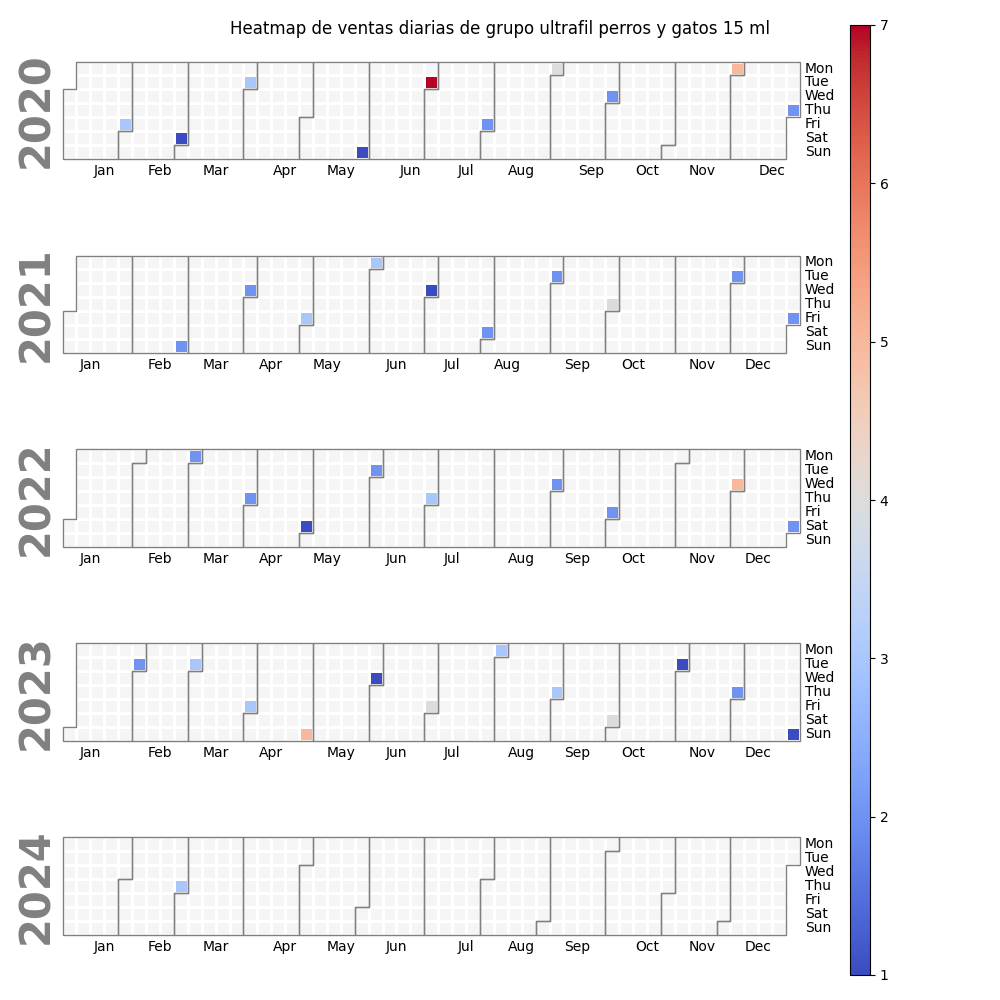 Heatmap de ventas diarias de grupo ultrafil perros y gatos 15 ml
2020
Mon
Tue
Wed
Thu
Fri
Sat
Sun
Jan Feb Mar Apr May Jun Jul Aug Sep Oct Nov Dec
2021
Mon
Tue
Wed
Thu
Fri
Sat
Sun
Jan Feb Mar Apr May Jun Jul Aug Sep Oct Nov Dec
2022
Mon
Tue
Wed
Thu
Fri
Sat
Sun
Jan Feb Mar Apr May Jun Jul Aug Sep Oct Nov Dec
2023
Mon
Tue
Wed
Thu
Fri
Sat
Sun
Jan Feb Mar Apr May Jun Jul Aug Sep Oct Nov Dec
2024
Mon
Tue
Wed
Thu
Fri
Sat
Sun
Jan Feb Mar Apr May Jun Jul Aug Sep Oct Nov Dec
7
6
5
4
3
2
1